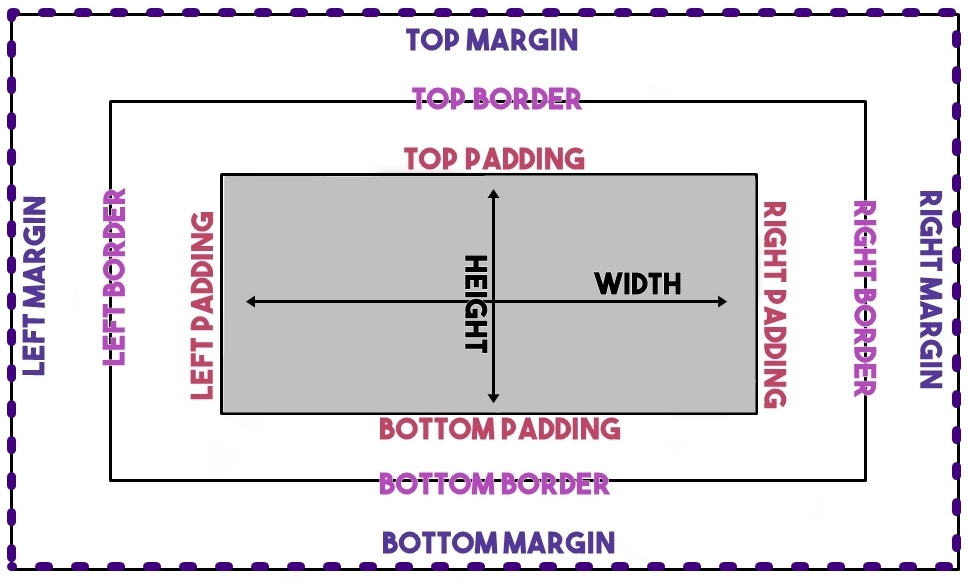 TOP MARGIN
TOP BORDER
TOP PADDING
LEFT MARGIN
LEFT BORDER
LEFT PADDING
HEIGHT
WIDTH
RIGHT PADDING
RIGHT BORDER
RIGHT MARGIN
BOTTOM PADDING
BOTTOM BORDER
BOTTOM MARGIN